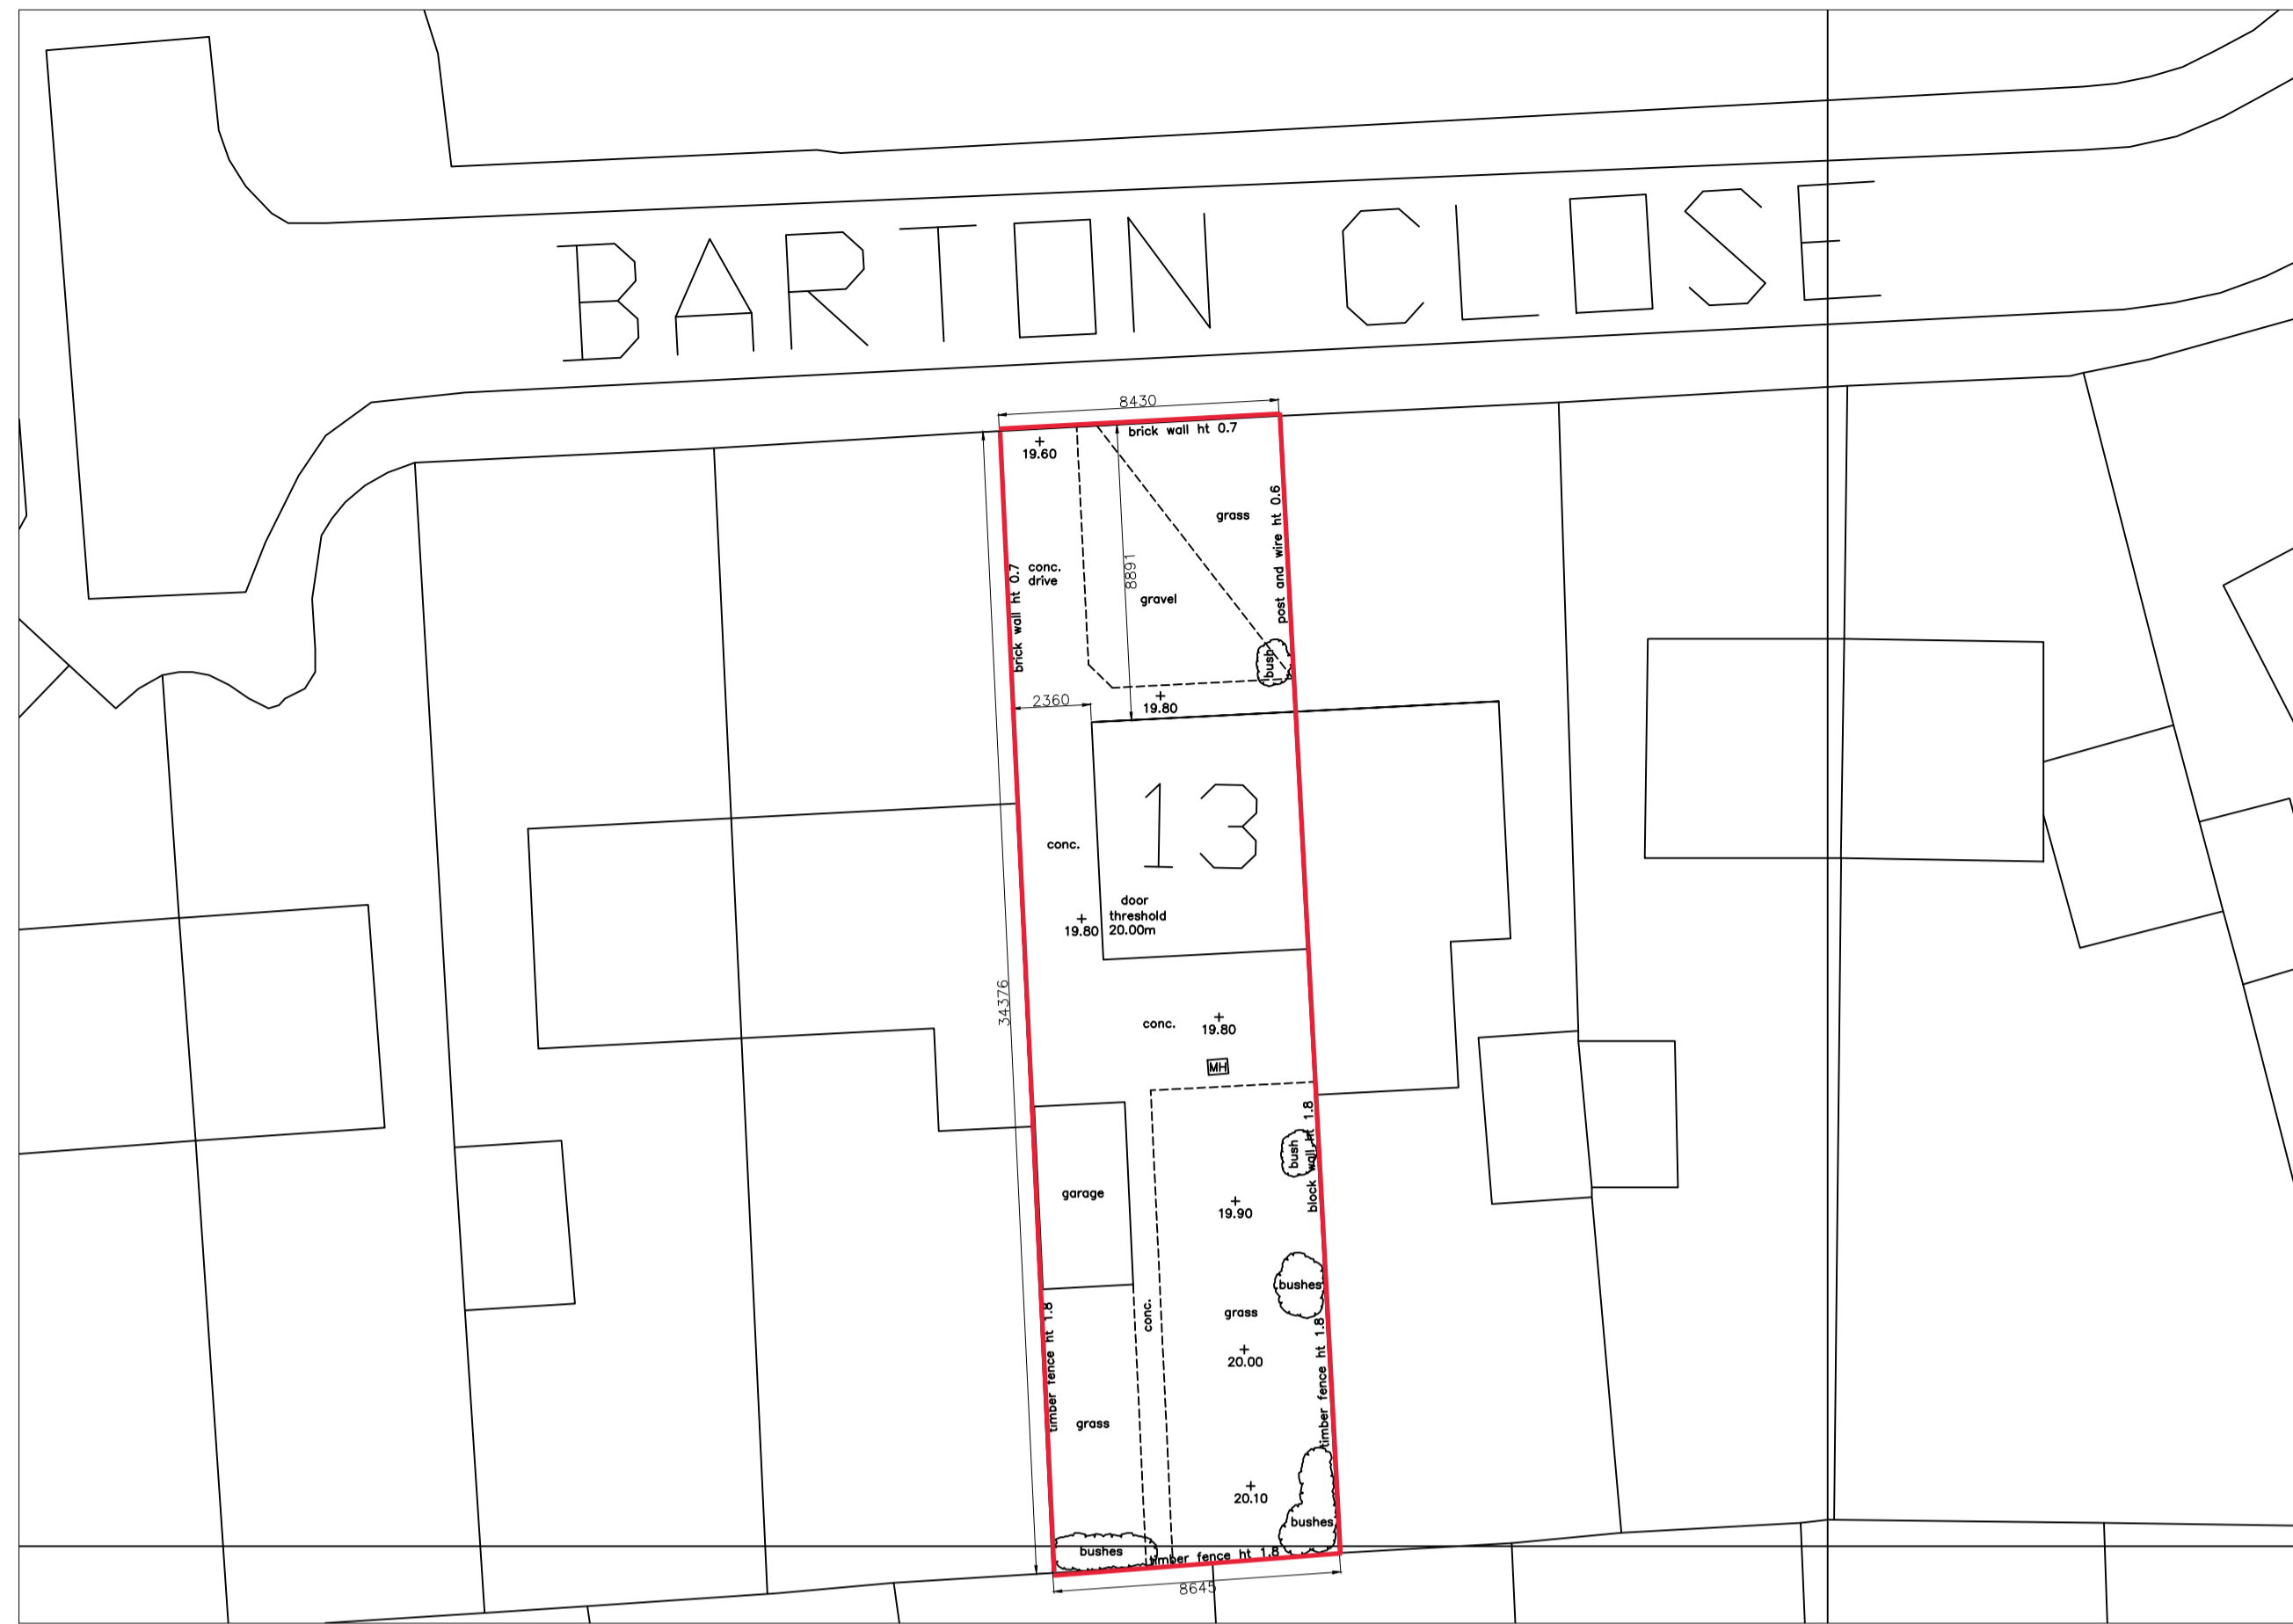 BARTON CLOSE
8430
brick wall ht 0.7
19.60
grass
post and wire ht 0.6
conc.
drive
brick wall ht 0.7
8891
gravel
bush
2360
19.80
13
conc.
door
threshold
20.00m
19.80
34376
conc.
19.80
MH
block wall ht 1.8
bush
garage
19.90
bushes
grass
conc.
timber fence ht 1.8
timber fence ht 1.8
20.00
grass
20.10
bushes
bushes
timber fence ht 1.8
8645